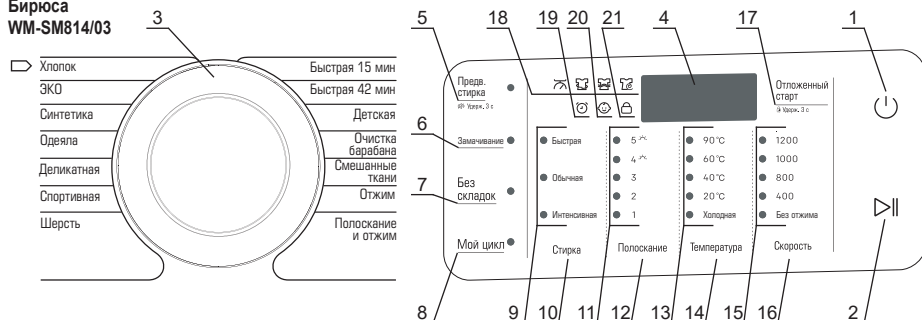 Бирюса
WM-SM814/03
3
Хлопок
ЭКО
Синтетика
Одеяла
Деликатная
Спортивная
Шерсть
Быстрая 15 мин
Быстрая 42 мин
Детская
Очистка
барабана
Смешанные
ткани
Отжим
Полоскание
и отжим
5
18
19
20
21
4
17
1
Предв.
стирка
Удерж. 3 с
6
Замачивание
7
Без
складок
Мой цикл
8
Быстрая
Обычная
Интенсивная
Стирка
5
4
3
2
1
Полоскание
90°C
60°C
40°C
20°C
Холодная
Температура
Отложенный
старт
Удерж. 3 с
1200
1000
800
400
Без отжима
Скорость
9
10
11
12
13
14
15
16
2